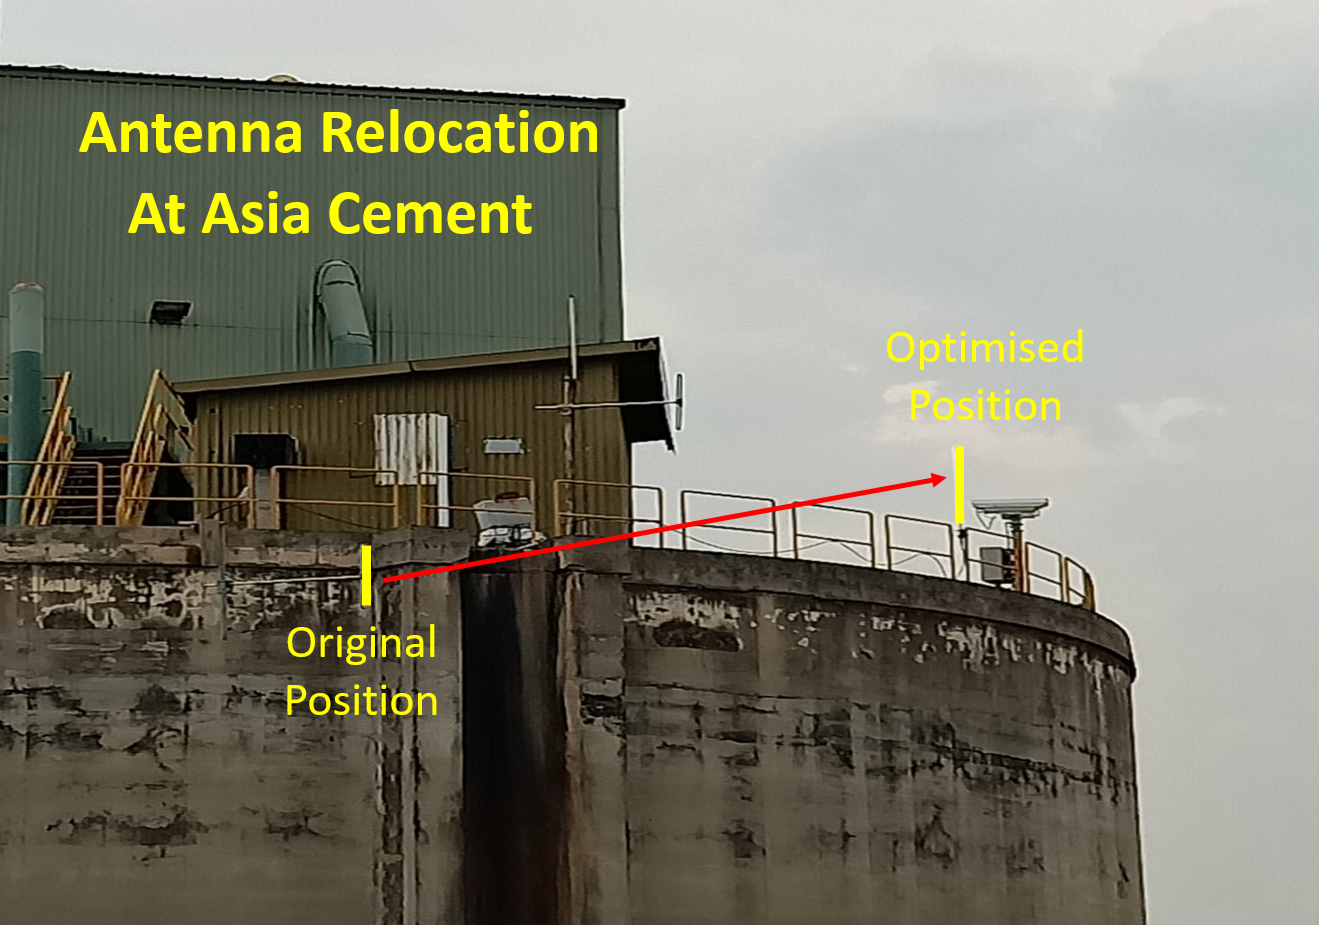 Antenna Relocation
At Asia Cement
Optimised
Position
Original
Position